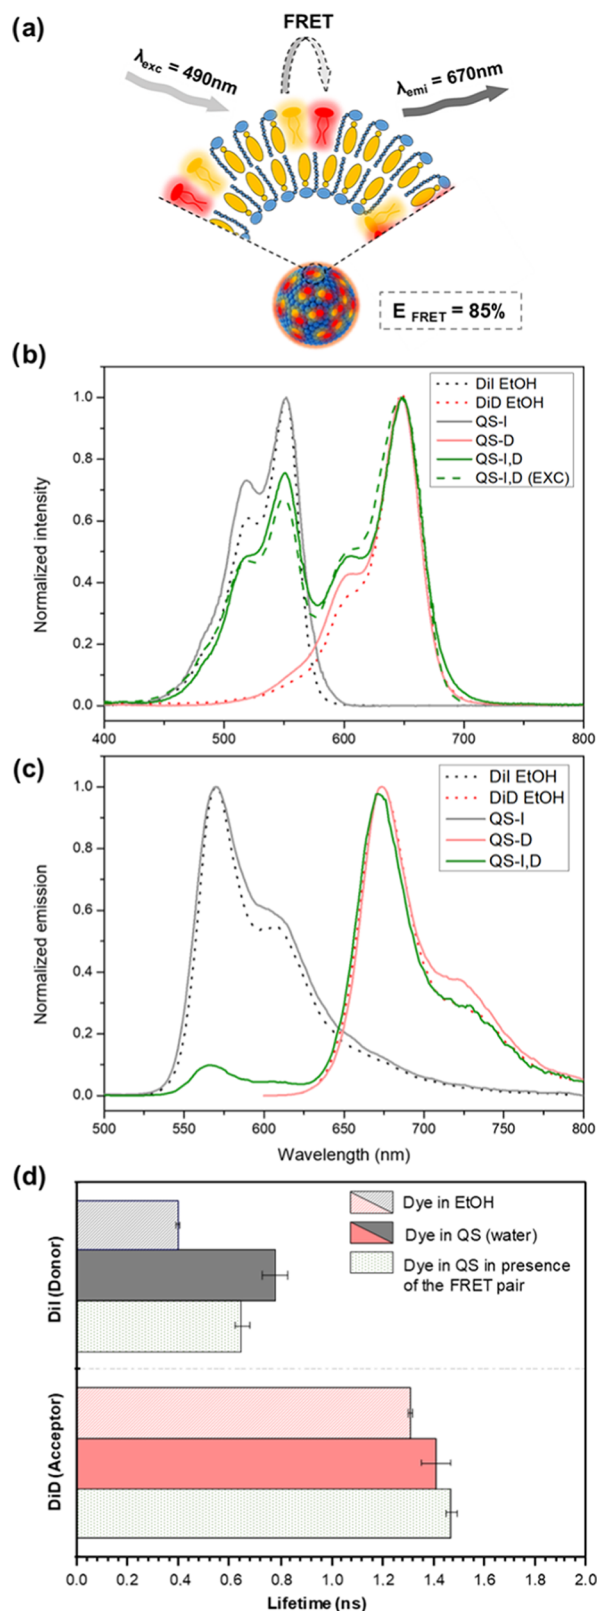 (a)
FRET
λexc = 490nm
λemi = 670nm
E FRET = 85%
(b)
Normalized intensity
1.0
0.8
0.6
0.4
0.2
0.0
DiI EtOH
DiD EtOH
QS-I
QS-D
QS-I,D
QS-I,D (EXC)
400 500 600 700 800
(c)
Normalized emission
1.0
0.8
0.6
0.4
0.2
0.0
DiI EtOH
DiD EtOH
QS-I
QS-D
QS-I,D
500 550 600 650 700 750 800
Wavelength (nm)
(d)
DiI (Donor)
DiD (Acceptor)
Dye in EtOH
Dye in QS (water)
Dye in QS in presence
of the FRET pair
0.0 0.2 0.4 0.6 0.8 1.0 1.2 1.4 1.6 1.8 2.0
Lifetime (ns)